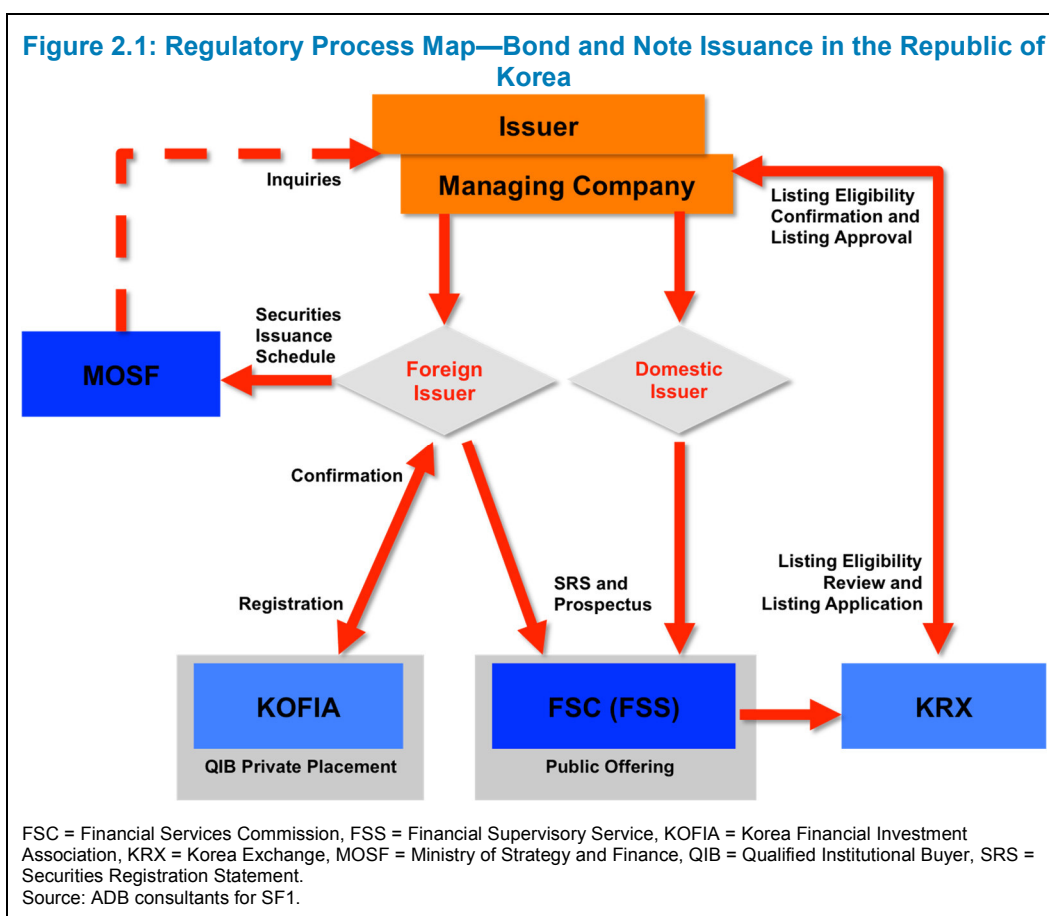 Figure 2.1: Regulatory Process Map—Bond and Note Issuance in the Republic of
Korea
Issuer
Managing Company
Inquiries
Listing Eligibility
Confirmation and
Listing Approval
Securities
Issuance
Schedule
MOSF
Foreign
Issuer
Domestic
Issuer
Confirmation
Registration
SRS and
Prospectus
Listing Eligibility
Review and
Listing Application
KOFIA
FSC (FSS)
KRX
QIB Private Placement
Public Offering
FSC = Financial Services Commission, FSS = Financial Supervisory Service, KOFIA = Korea Financial Investment
Association, KRX = Korea Exchange, MOSF = Ministry of Strategy and Finance, QIB = Qualified Institutional Buyer, SRS =
Securities Registration Statement.
Source: ADB consultants for SF1.